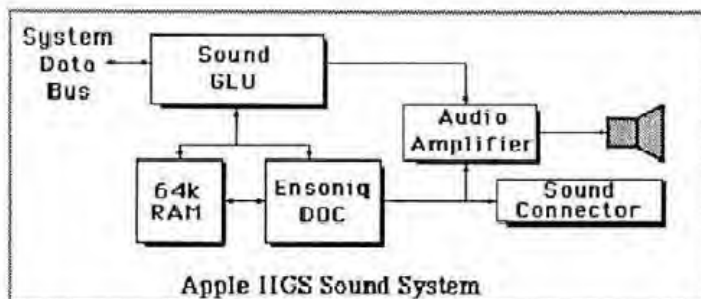 System
Data
Bus
Sound
GLU
Audio
Amplifier
64k
RAM
Ensoniq
DOC
Sound
Connector
Apple IIGS Sound System